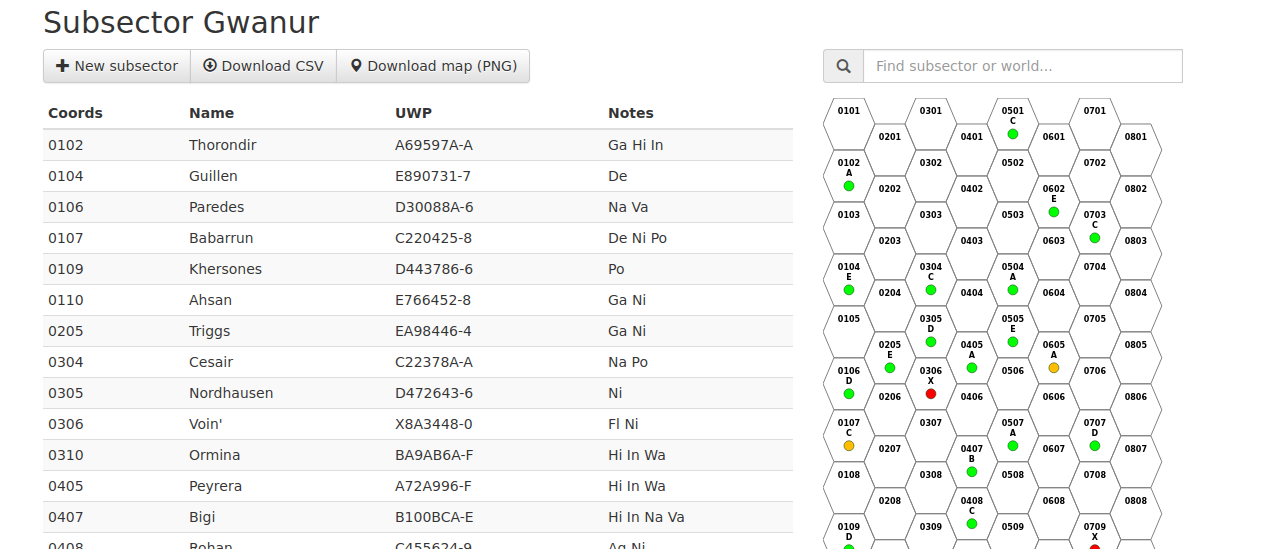 Subsector Gwanur
New subsector Download CSV Download map (PNG)
Find subsector or world...
Coords Name UWP Notes
0102 Thorondir A69597A-A Ga Hi In
0104 Guillen E890731-7 De
0106 Paredes D30088A-6 Na Va
0107 Babarrun C220425-8 De Ni Po
0109 Khersones D443786-6 Po
0110 Ahsan E766452-8 Ga Ni
0205 Triggs EA98446-4 Ga Ni
0304 Cesair C22378A-A Na Po
0305 Nordhausen D472643-6 Ni
0306 Voin' X8A3448-0 Fl Ni
0310 Ormina BA9AB6A-F Hi In Wa
0405 Peyrera A72A996-F Hi In Wa
0407 Bigi B100BCA-E Hi In Na Va
0408 Rohan C455624-9 Ag Ni
0101 0301 0501 0701
C
0201 0401 0601 0801
0102 0302 0502 0702
A
0202 0402 0602 0802
E
0103 0303 0503 0703
C
0203 0403 0603 0803
0104 0304 0504 0704
E C A
0204 0404 0604 0804
0105 0305 0505 0705
D E
0205 0405 0605 0805
E A A
0106 0306 0506 0706
D X
0206 0406 0606 0806
0107 0307 0507 0707
C A D
0207 0407 0607 0807
B
0108 0308 0508 0708
0208 0408 0608 0808
C
0109 0309 0509 0709
D X